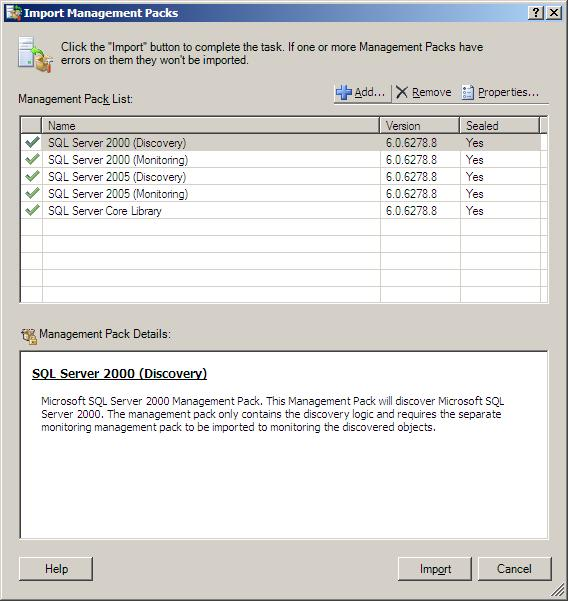 Import Management Packs
Click the "Import" button to complete the task. If one or more Management Packs have
errors on them they won't be imported.
Add... Remove Properties...
Management Pack List:
Name Version Sealed
SQL Server 2000 (Discovery) 6.0.6278.8 Yes
SQL Server 2000 (Monitoring) 6.0.6278.8 Yes
SQL Server 2005 (Discovery) 6.0.6278.8 Yes
SQL Server 2005 (Monitoring) 6.0.6278.8 Yes
SQL Server Core Library 6.0.6278.8 Yes
Management Pack Details:
SQL Server 2000 (Discovery)
Microsoft SQL Server 2000 Management Pack. This Management Pack will discover Microsoft SQL
Server 2000. The management pack only contains the discovery logic and requires the separate
monitoring management pack to be imported to monitoring the discovered objects.
Help Import Cancel